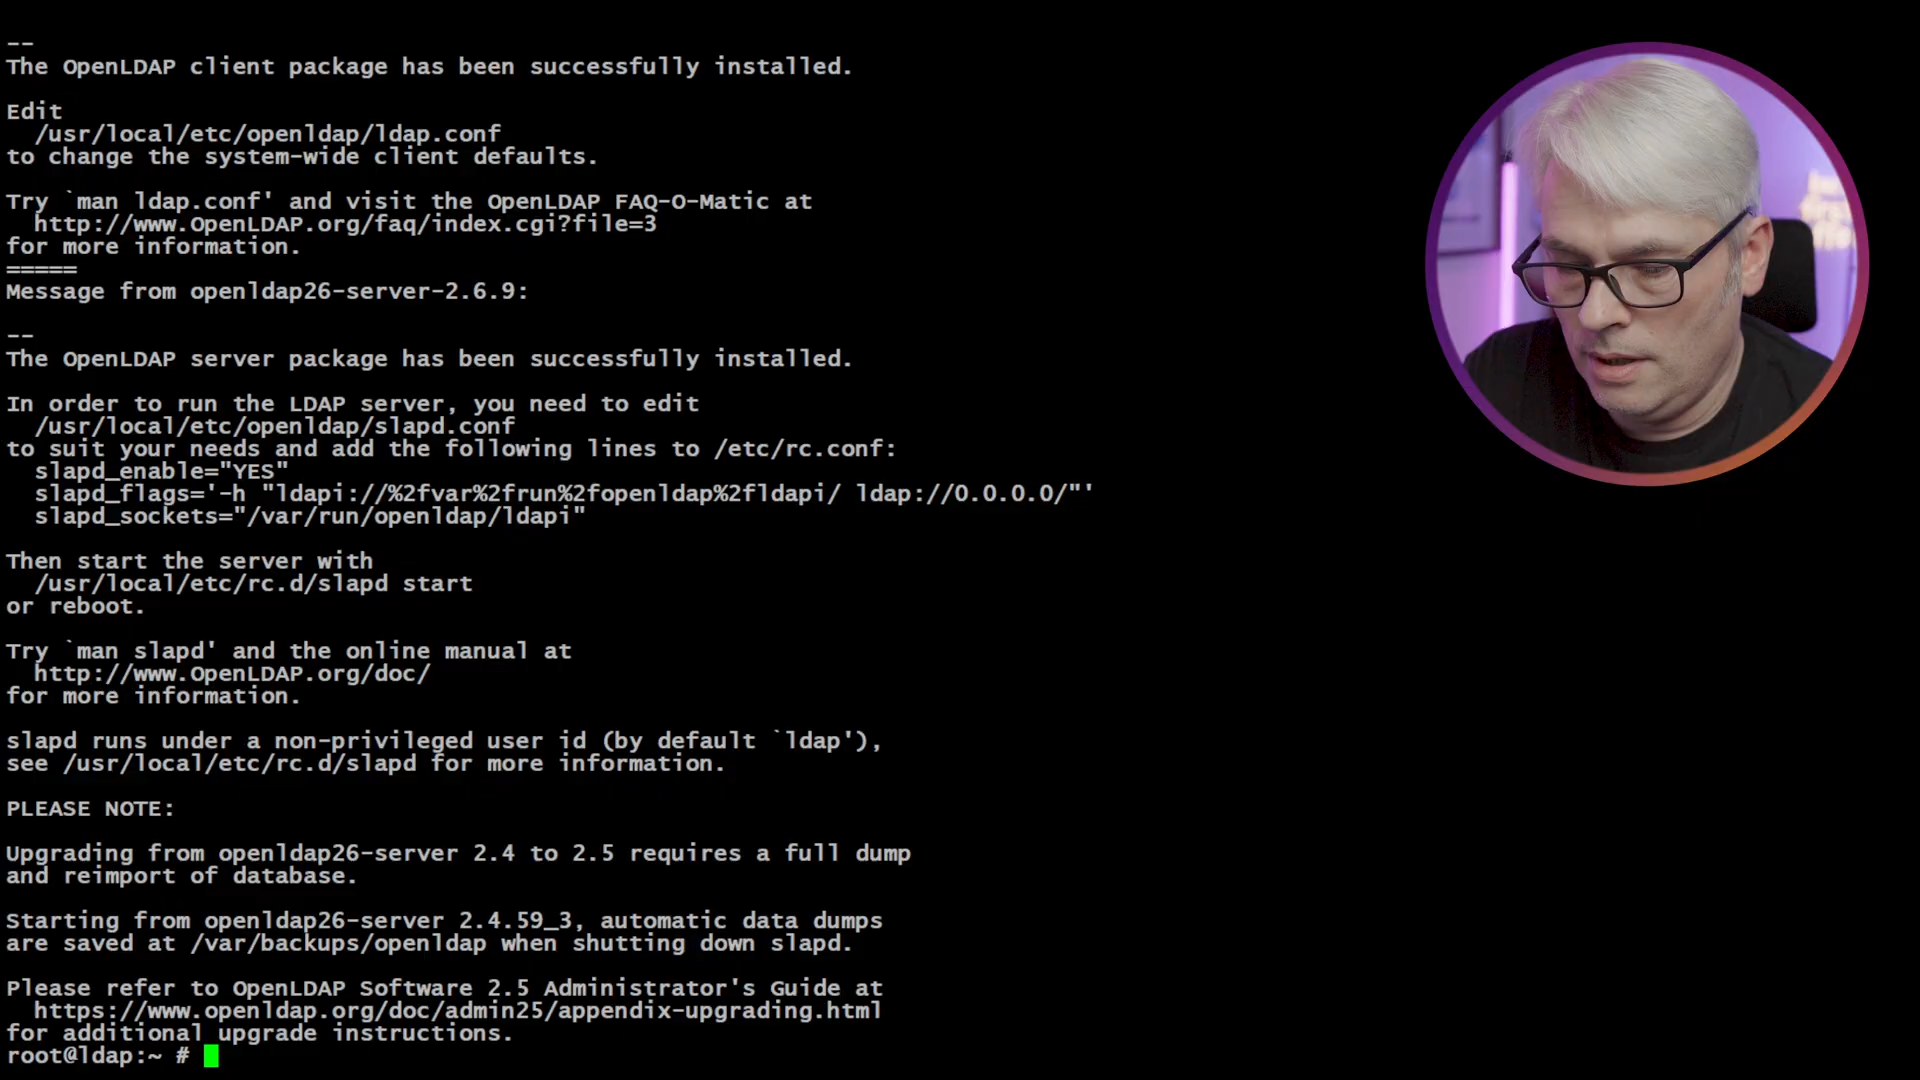 --
The OpenLDAP client package has been successfully installed.
Edit
/usr/local/etc/openldap/ldap.conf
to change the system-wide client defaults.
Try `man ldap.conf' and visit the OpenLDAP FAQ-O-Matic at
http://www.OpenLDAP.org/faq/index.cgi?file=3
for more information.
=====
Message from openldap26-server-2.6.9:
--
The OpenLDAP server package has been successfully installed.
In order to run the LDAP server, you need to edit
/usr/local/etc/openldap/slapd.conf
to suit your needs and add the following lines to /etc/rc.conf:
slapd_enable="YES"
slapd_flags='-h "ldapi://%2fvar%2frun%2fopenldap%2fldapi/ ldap://0.0.0.0/"'
slapd_sockets="/var/run/openldap/ldapi"
Then start the server with
/usr/local/etc/rc.d/slapd start
or reboot.
Try `man slapd' and the online manual at
http://www.OpenLDAP.org/doc/
for more information.
slapd runs under a non-privileged user id (by default `ldap'),
see /usr/local/etc/rc.d/slapd for more information.
PLEASE NOTE:
Upgrading from openldap26-server 2.4 to 2.5 requires a full dump
and reimport of database.
Starting from openldap26-server 2.4.59_3, automatic data dumps
are saved at /var/backups/openldap when shutting down slapd.
Please refer to OpenLDAP Software 2.5 Administrator's Guide at
https://www.openldap.org/doc/admin25/appendix-upgrading.html
for additional upgrade instructions.
root@ldap:~ #